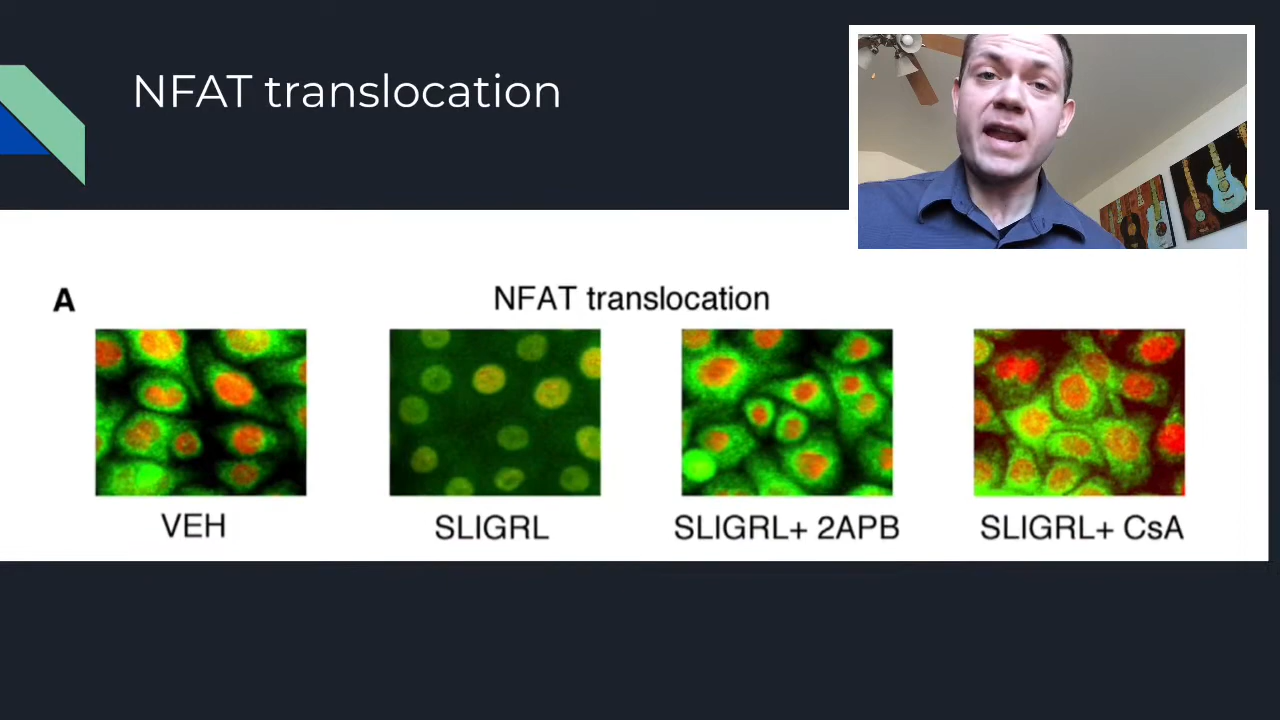 NFAT translocation
A
NFAT translocation
VEH
SLIGRL
SLIGRL+ 2APB
SLIGRL+ CsA